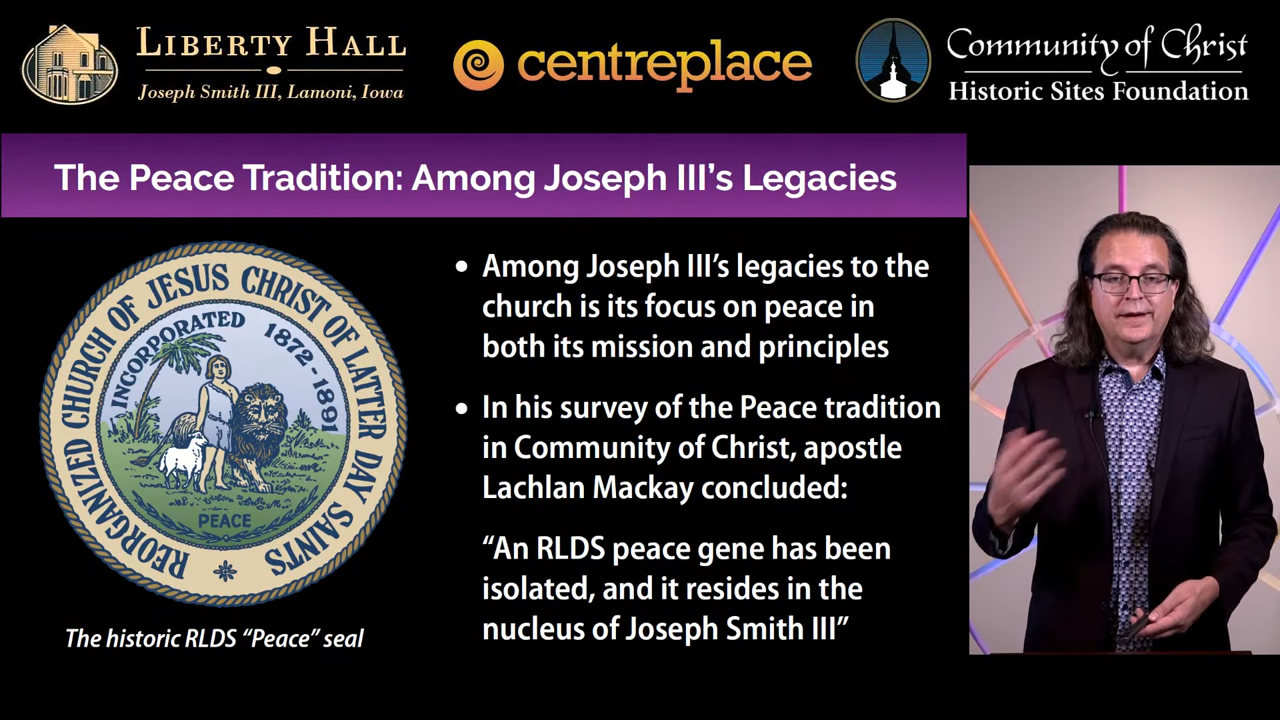 LIBERTY HALL
Joseph Smith III, Lamoni, Iowa
centreplace
Community of Christ
Historic Sites Foundation
The Peace Tradition: Among Joseph III’s Legacies
REORGANIZED CHURCH OF JESUS CHRIST OF LATTER DAY SAINTS
INCORPORATED 1872-1891
PEACE
The historic RLDS “Peace” seal
• Among Joseph III’s legacies to the
church is its focus on peace in
both its mission and principles
• In his survey of the Peace tradition
in Community of Christ, apostle
Lachlan Mackay concluded:
“An RLDS peace gene has been
isolated, and it resides in the
nucleus of Joseph Smith III”